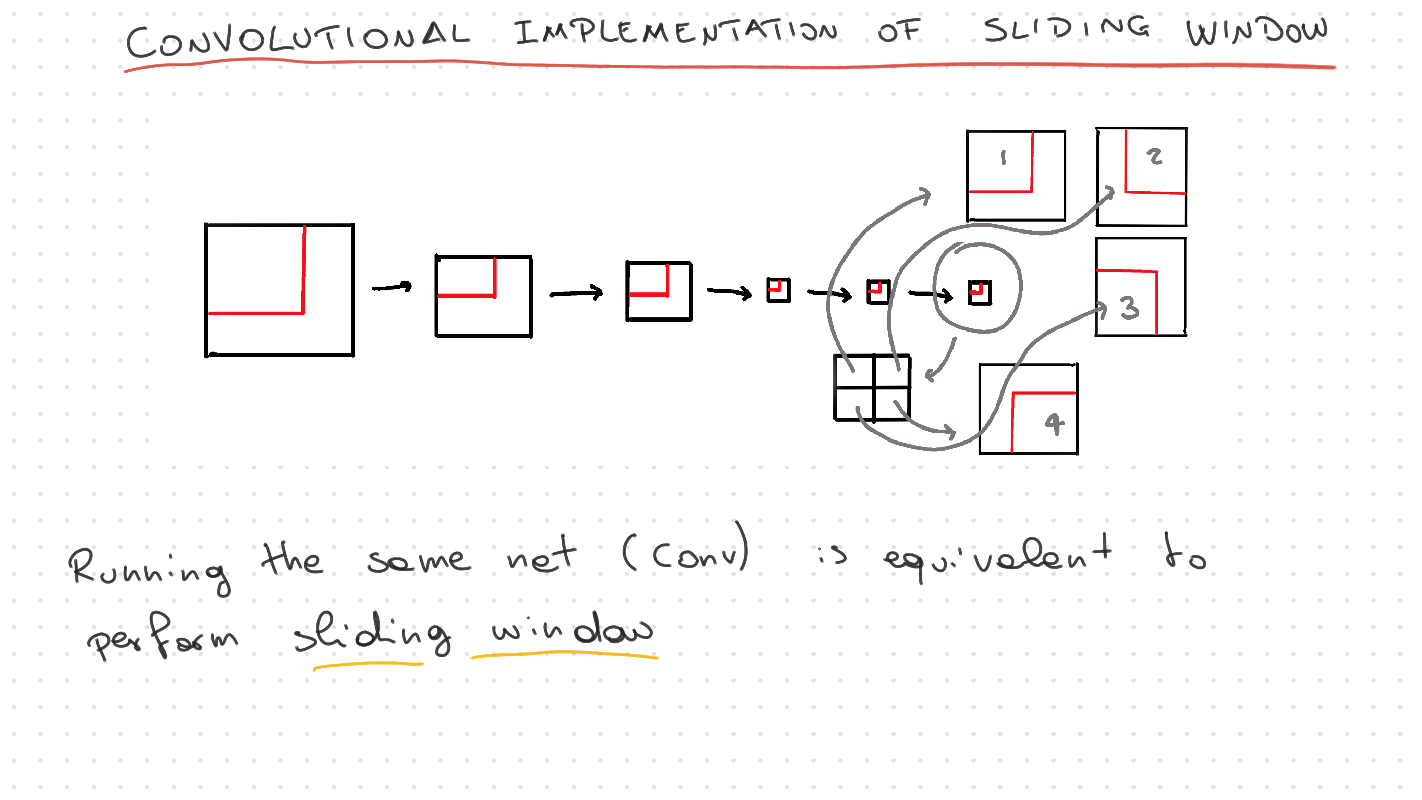 CONVOLUTIONAL IMPLEMENTATION OF SLIDING WINDOW
1
2
3
4
Running the same net (Conv) is equivalent to
perform sliding window